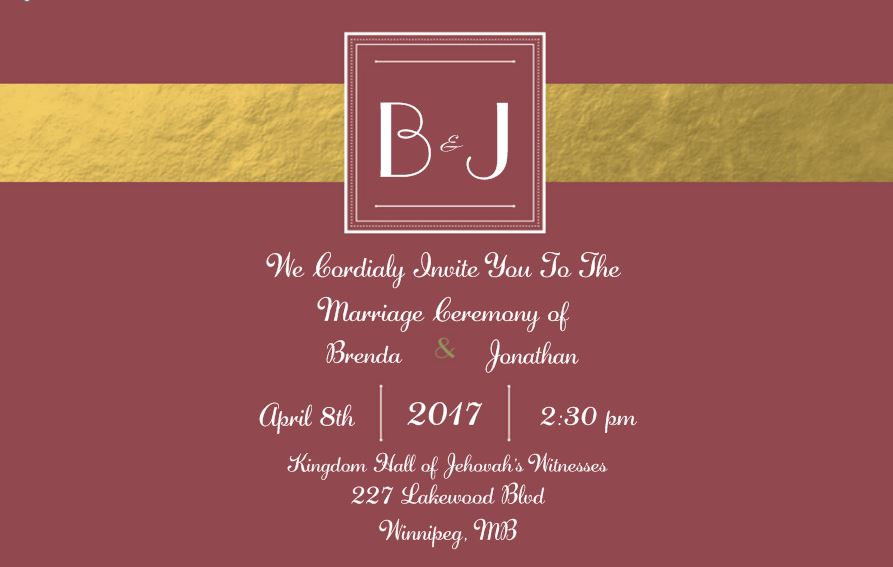 B & J
We Cordialy Invite You To The
Marriage Ceremony of
Brenda & Jonathan
April 8th 2017 2:30 pm
Kingdom Hall of Jehovah's Witnesses
227 Lakewood Blvd
Winnipeg, MB